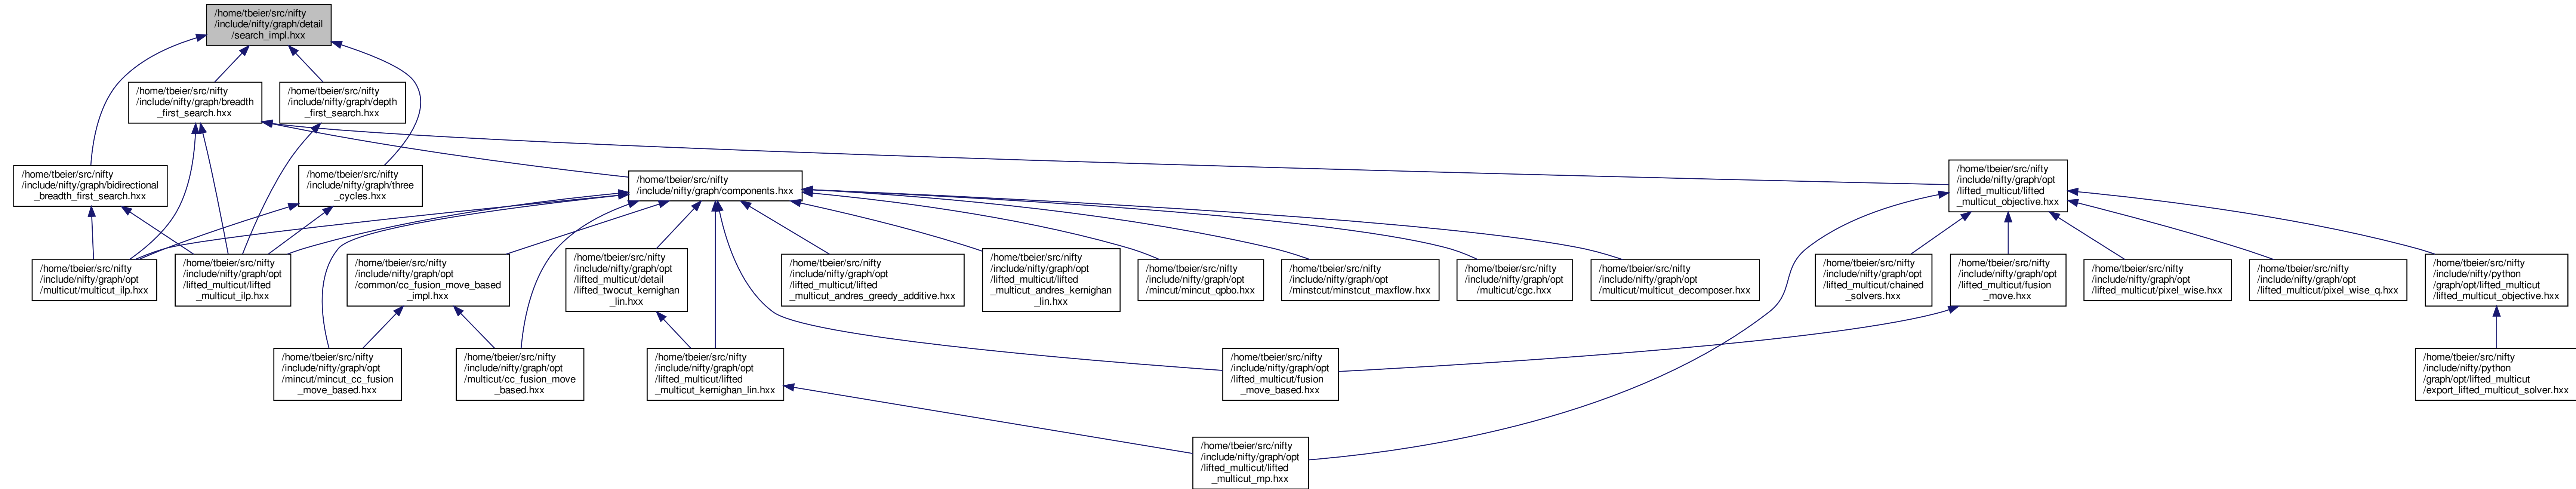 /home/tbeier/src/nifty
/include/nifty/graph/detail
/search_impl.hxx
/home/tbeier/src/nifty
/include/nifty/graph/breadth
_first_search.hxx
/home/tbeier/src/nifty
/include/nifty/graph/depth
_first_search.hxx
/home/tbeier/src/nifty
/include/nifty/graph/bidirectional
_breadth_first_search.hxx
/home/tbeier/src/nifty
/include/nifty/graph/three
_cycles.hxx
/home/tbeier/src/nifty
/include/nifty/graph/components.hxx
/home/tbeier/src/nifty
/include/nifty/graph/opt
/lifted_multicut/lifted
_multicut_objective.hxx
/home/tbeier/src/nifty
/include/nifty/graph/opt
/multicut/multicut_ilp.hxx
/home/tbeier/src/nifty
/include/nifty/graph/opt
/lifted_multicut/lifted
_multicut_ilp.hxx
/home/tbeier/src/nifty
/include/nifty/graph/opt
/common/cc_fusion_move_based
_impl.hxx
/home/tbeier/src/nifty
/include/nifty/graph/opt
/lifted_multicut/detail
/lifted_twocut_kernighan
_lin.hxx
/home/tbeier/src/nifty
/include/nifty/graph/opt
/lifted_multicut/lifted
_multicut_andres_greedy_additive.hxx
/home/tbeier/src/nifty
/include/nifty/graph/opt
/lifted_multicut/lifted
_multicut_andres_kernighan
_lin.hxx
/home/tbeier/src/nifty
/include/nifty/graph/opt
/mincut/mincut_qpbo.hxx
/home/tbeier/src/nifty
/include/nifty/graph/opt
/minstcut/minstcut_maxflow.hxx
/home/tbeier/src/nifty
/include/nifty/graph/opt
/multicut/cgc.hxx
/home/tbeier/src/nifty
/include/nifty/graph/opt
/multicut/multicut_decomposer.hxx
/home/tbeier/src/nifty
/include/nifty/graph/opt
/lifted_multicut/chained
_solvers.hxx
/home/tbeier/src/nifty
/include/nifty/graph/opt
/lifted_multicut/fusion
_move.hxx
/home/tbeier/src/nifty
/include/nifty/graph/opt
/lifted_multicut/pixel_wise.hxx
/home/tbeier/src/nifty
/include/nifty/graph/opt
/lifted_multicut/pixel_wise_q.hxx
/home/tbeier/src/nifty
/include/nifty/python
/graph/opt/lifted_multicut
/lifted_multicut_objective.hxx
/home/tbeier/src/nifty
/include/nifty/graph/opt
/mincut/mincut_cc_fusion
_move_based.hxx
/home/tbeier/src/nifty
/include/nifty/graph/opt
/multicut/cc_fusion_move
_based.hxx
/home/tbeier/src/nifty
/include/nifty/graph/opt
/lifted_multicut/lifted
_multicut_kernighan_lin.hxx
/home/tbeier/src/nifty
/include/nifty/graph/opt
/lifted_multicut/fusion
_move_based.hxx
/home/tbeier/src/nifty
/include/nifty/python
/graph/opt/lifted_multicut
/export_lifted_multicut_solver.hxx
/home/tbeier/src/nifty
/include/nifty/graph/opt
/lifted_multicut/lifted
_multicut_mp.hxx